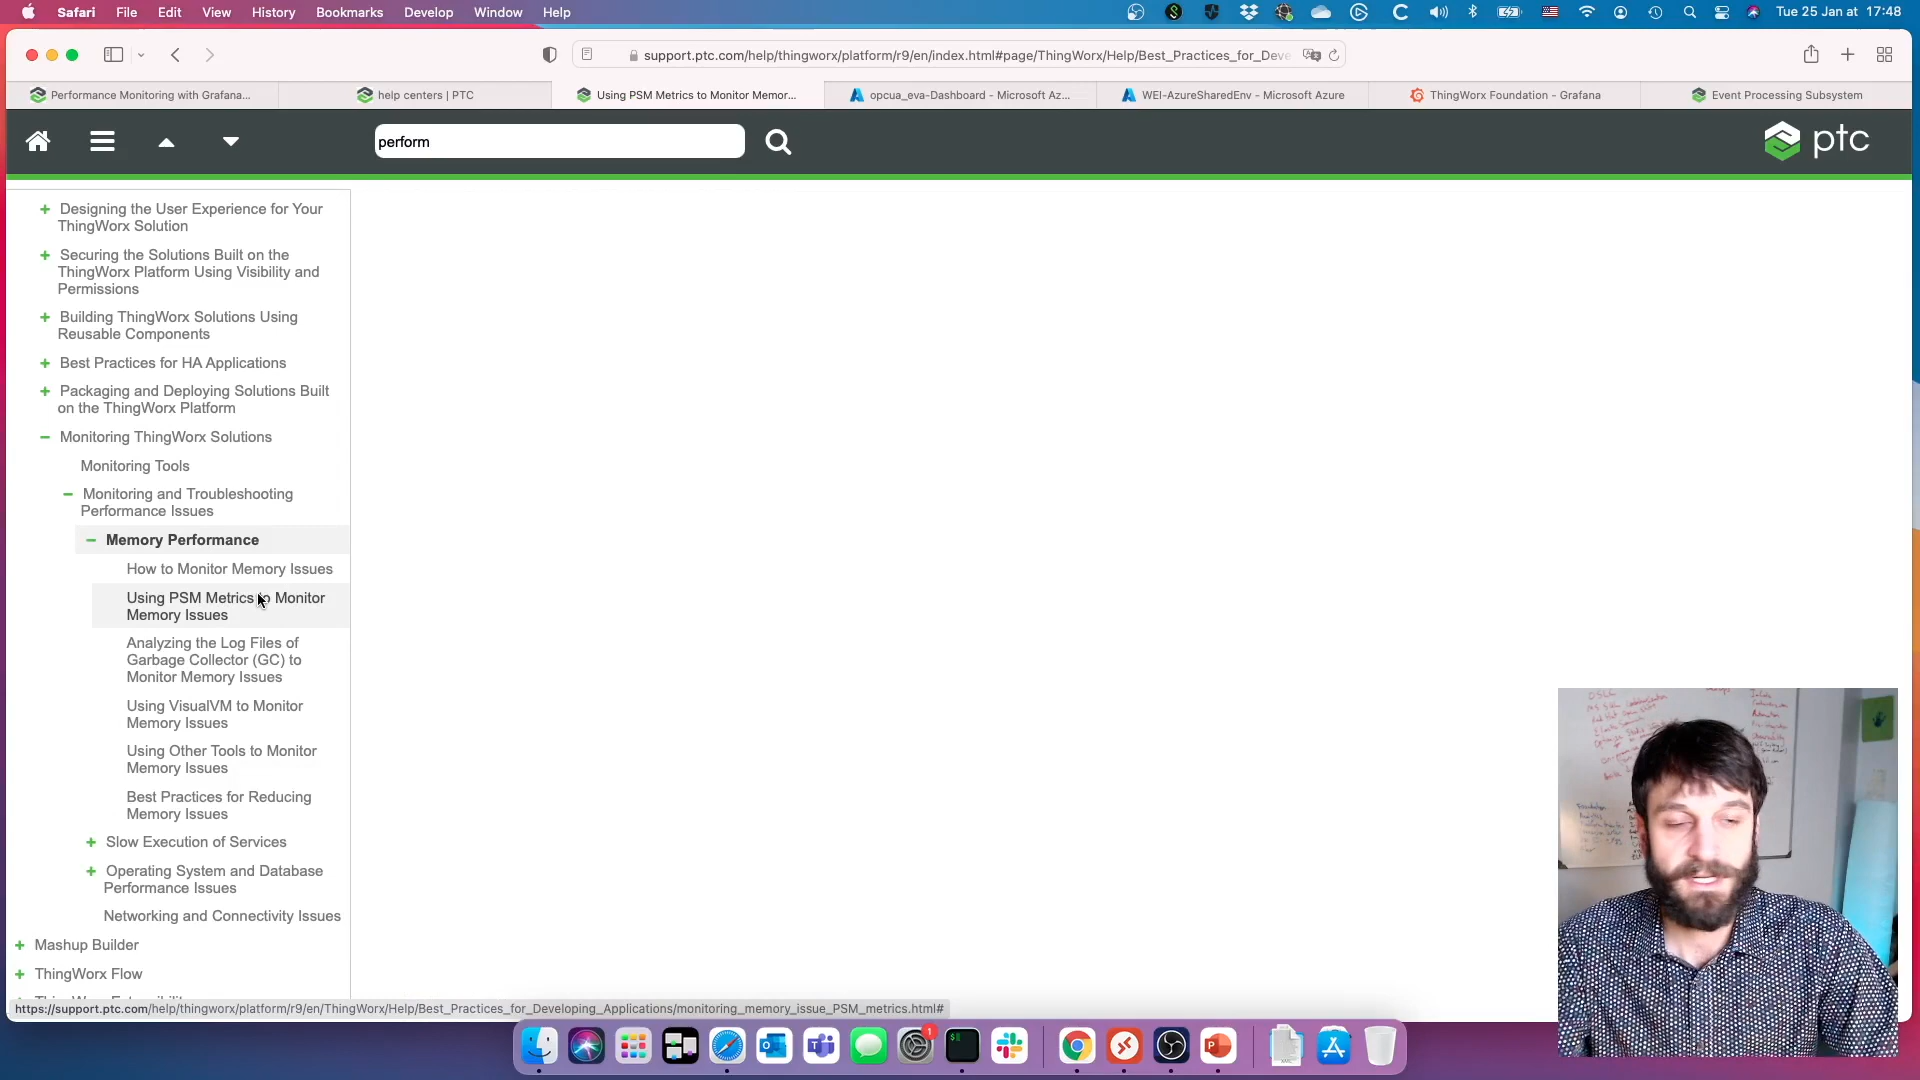 Safari File Edit View History Bookmarks Develop Window Help
Tue 25 Jan at 17:48
support.ptc.com/help/thingworx/platform/r9/en/index.html#page/ThingWorx/Help/Best_Practices_for_Deve
Performance Monitoring with Grafana...
help centers | PTC
Using PSM Metrics to Monitor Memor...
opcua_eva-Dashboard - Microsoft Az...
WEI-AzureSharedEnv - Microsoft Azure
ThingWorx Foundation - Grafana
Event Processing Subsystem
perform
ptc
Designing the User Experience for Your
ThingWorx Solution
Securing the Solutions Built on the
ThingWorx Platform Using Visibility and
Permissions
Building ThingWorx Solutions Using
Reusable Components
Best Practices for HA Applications
Packaging and Deploying Solutions Built
on the ThingWorx Platform
Monitoring ThingWorx Solutions
Monitoring Tools
Monitoring and Troubleshooting
Performance Issues
Memory Performance
How to Monitor Memory Issues
Using PSM Metrics to Monitor
Memory Issues
Analyzing the Log Files of
Garbage Collector (GC) to
Monitor Memory Issues
Using VisualVM to Monitor
Memory Issues
Using Other Tools to Monitor
Memory Issues
Best Practices for Reducing
Memory Issues
Slow Execution of Services
Operating System and Database
Performance Issues
Networking and Connectivity Issues
Mashup Builder
ThingWorx Flow
https://support.ptc.com/help/thingworx/platform/r9/en/ThingWorx/Help/Best_Practices_for_Developing_Applications/monitoring_memory_issue_PSM_metrics.html#
1